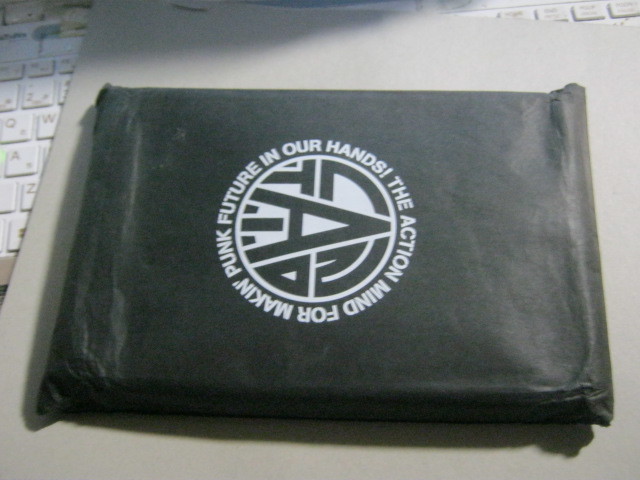 THE ACTION MIND FOR MAKIN' PUNK FUTURE IN OUR HANDS!
A
Q
W
A